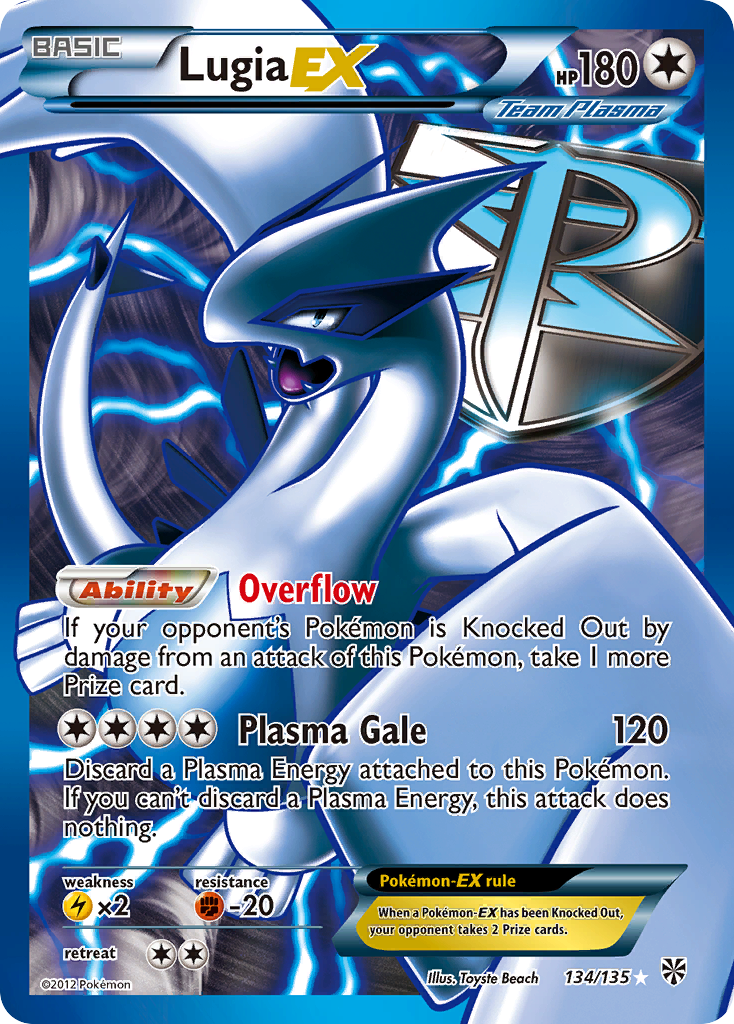 BASIC
Lugia EX
HP180
Team Plasma
Ability Overflow
If your opponent's Pokémon is Knocked Out by
damage from an attack of this Pokémon, take 1 more
Prize card.
Plasma Gale 120
Discard a Plasma Energy attached to this Pokémon.
If you can't discard a Plasma Energy, this attack does
nothing.
weakness
×2
resistance
-20
retreat
Pokémon-EX rule
When a Pokémon-EX has been Knocked Out,
your opponent takes 2 Prize cards.
©2012 Pokémon
Illus. Toyste Beach
134/135